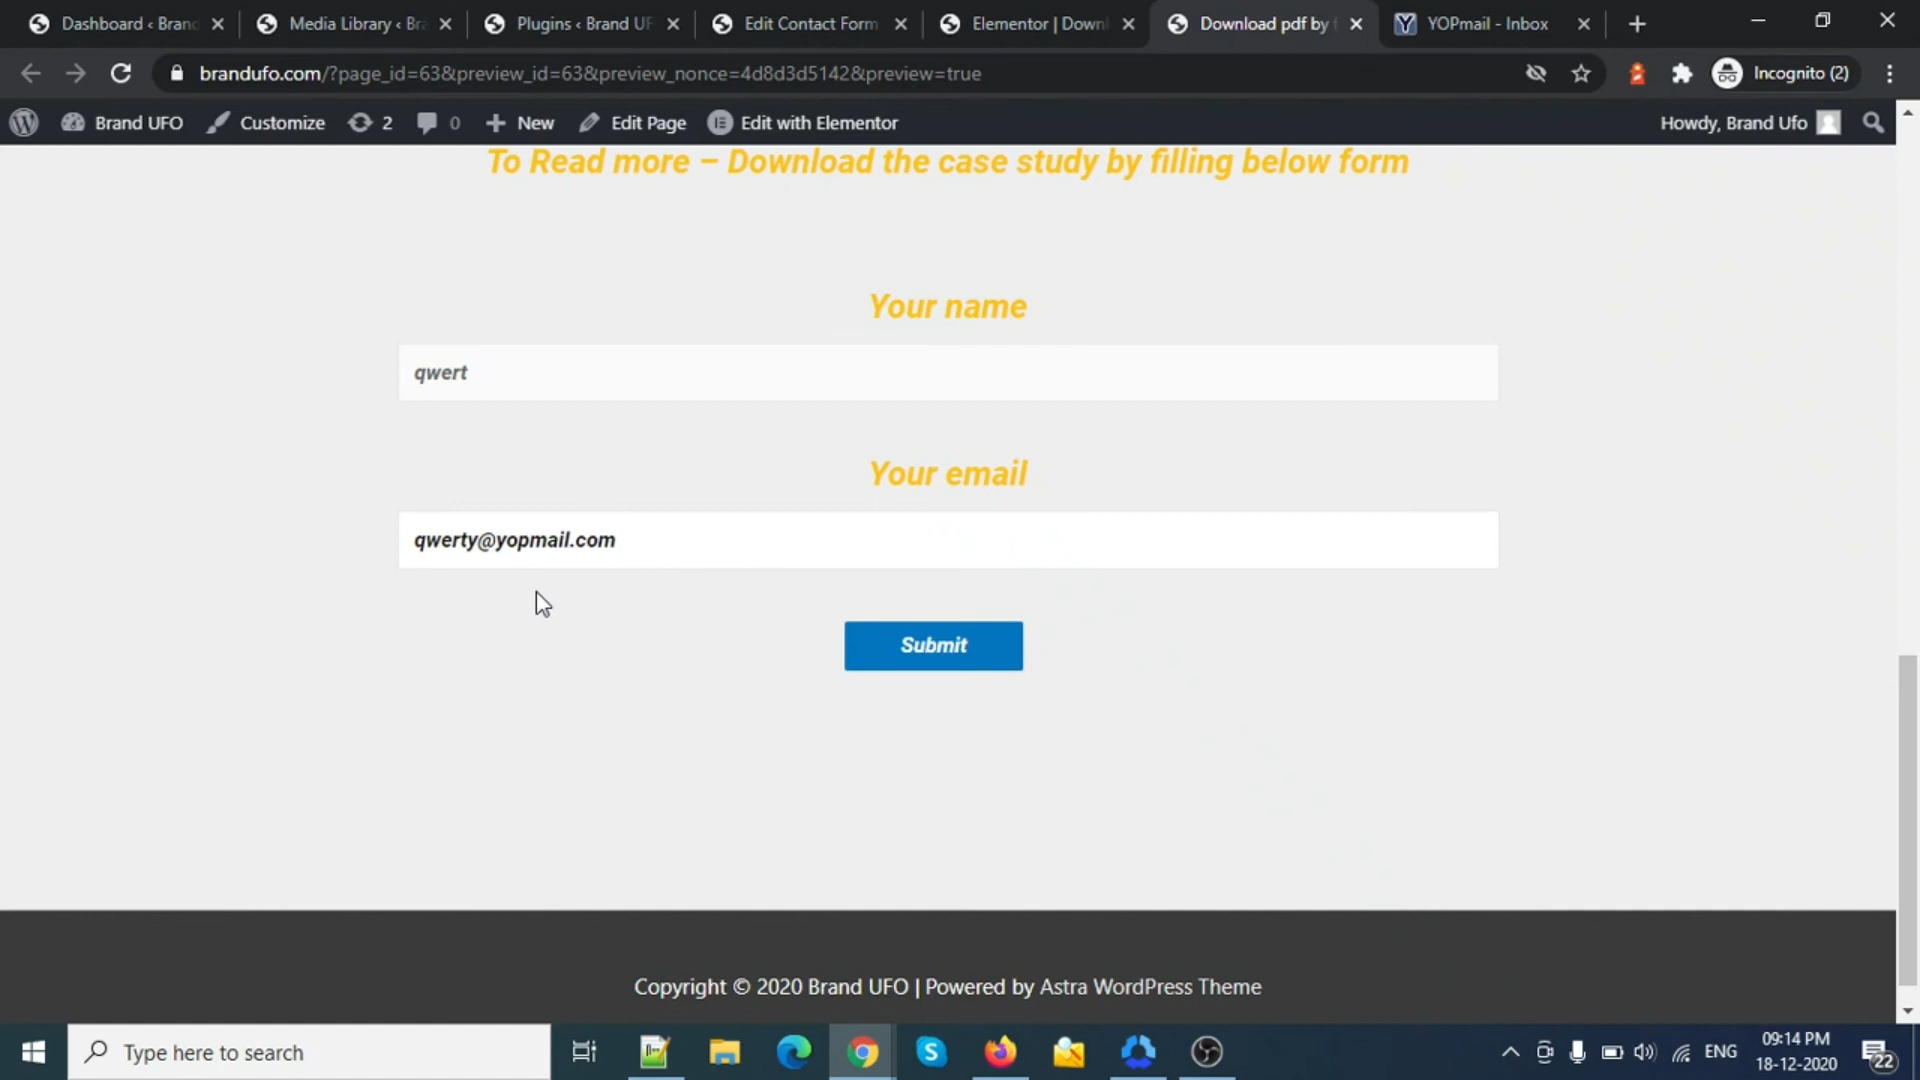 Dashboard ‹ Branc
Media Library ‹ Bra
Plugins ‹ Brand UF
Edit Contact Form
Elementor | Downl
Download pdf by f
YOPmail - Inbox
brandufo.com/?page_id=63&preview_id=63&preview_nonce=4d8d3d5142&preview=true
Incognito (2)
Brand UFO
Customize
2
0
New
Edit Page
Edit with Elementor
Howdy, Brand Ufo
To Read more – Download the case study by filling below form
Your name
qwert
Your email
qwerty@yopmail.com
Submit
Copyright © 2020 Brand UFO | Powered by Astra WordPress Theme
Type here to search
ENG
09:14 PM
18-12-2020
22